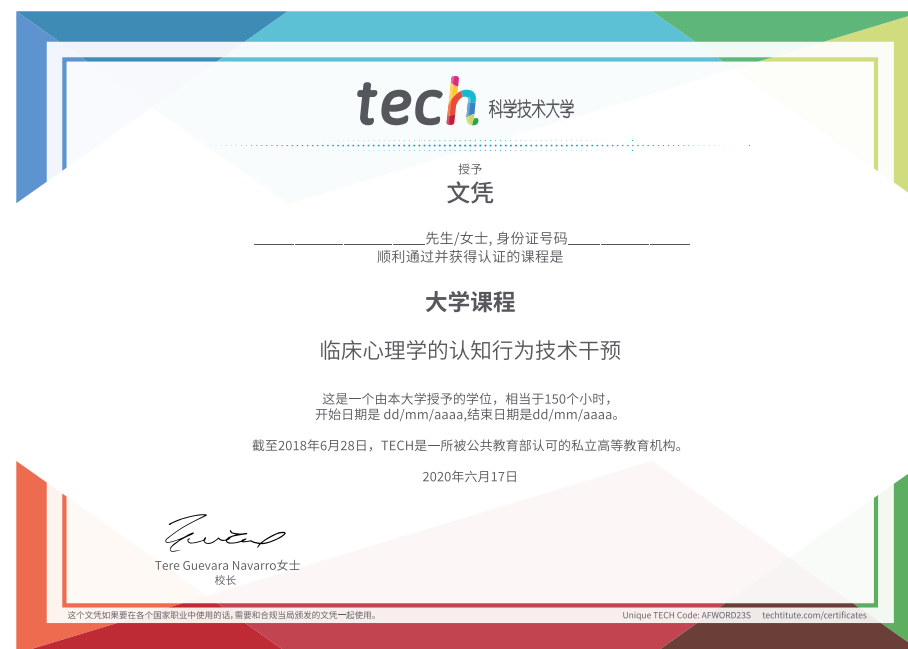 tech 科学技术大学
授予
文凭
先生/女士, 身份证号码
顺利通过并获得认证的课程是
大学课程
临床心理学的认知行为技术干预
这是一个由本大学授予的学位，相当于150个小时，
开始日期是 dd/mm/aaaa,结束日期是dd/mm/aaaa。
截至2018年6月28日，TECH是一所被公共教育部认可的私立高等教育机构。
2020年六月17日
Tere Guevara Navarro女士
校长
这个文凭如果要在各个国家职业中使用的话,需要和合规当局颁发的文凭一起使用。
Unique TECH Code: AFWORD23S techtitute.com/certificates